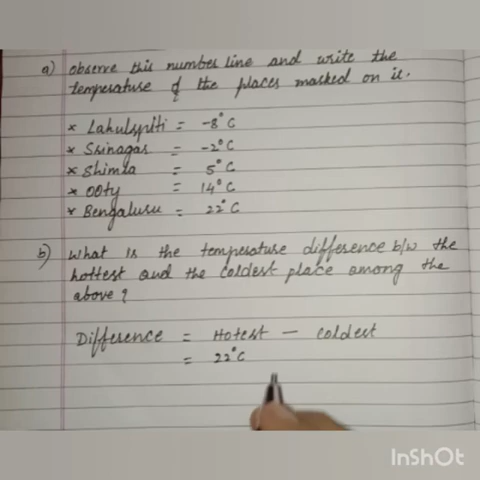 a) observe this number line and write the
temperature of the places marked on it.
* Lahulspiti = -8°C
* Srinagar = -2°C
* Shimla = 5°C
* OOty = 14°C
* Bengaluru = 22°C
b) What is the temperature difference b/w the
hottest and the coldest place among the
above?
Difference = Hotest - coldest
= 22°C
InShOt